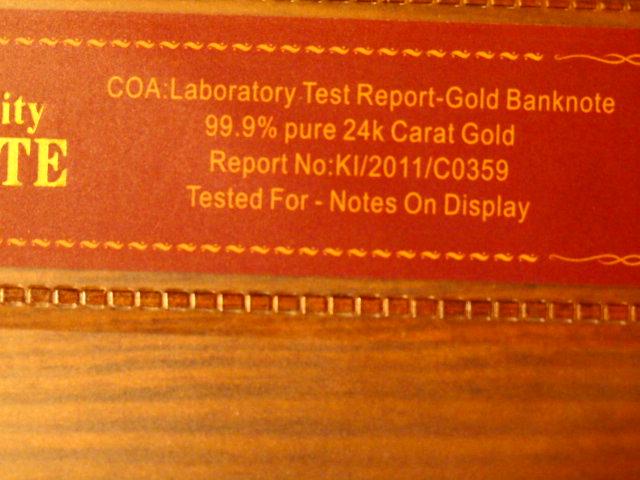 ity
TE
COA:Laboratory Test Report-Gold Banknote
99.9% pure 24k Carat Gold
Report No:KI/2011/C0359
Tested For - Notes On Display